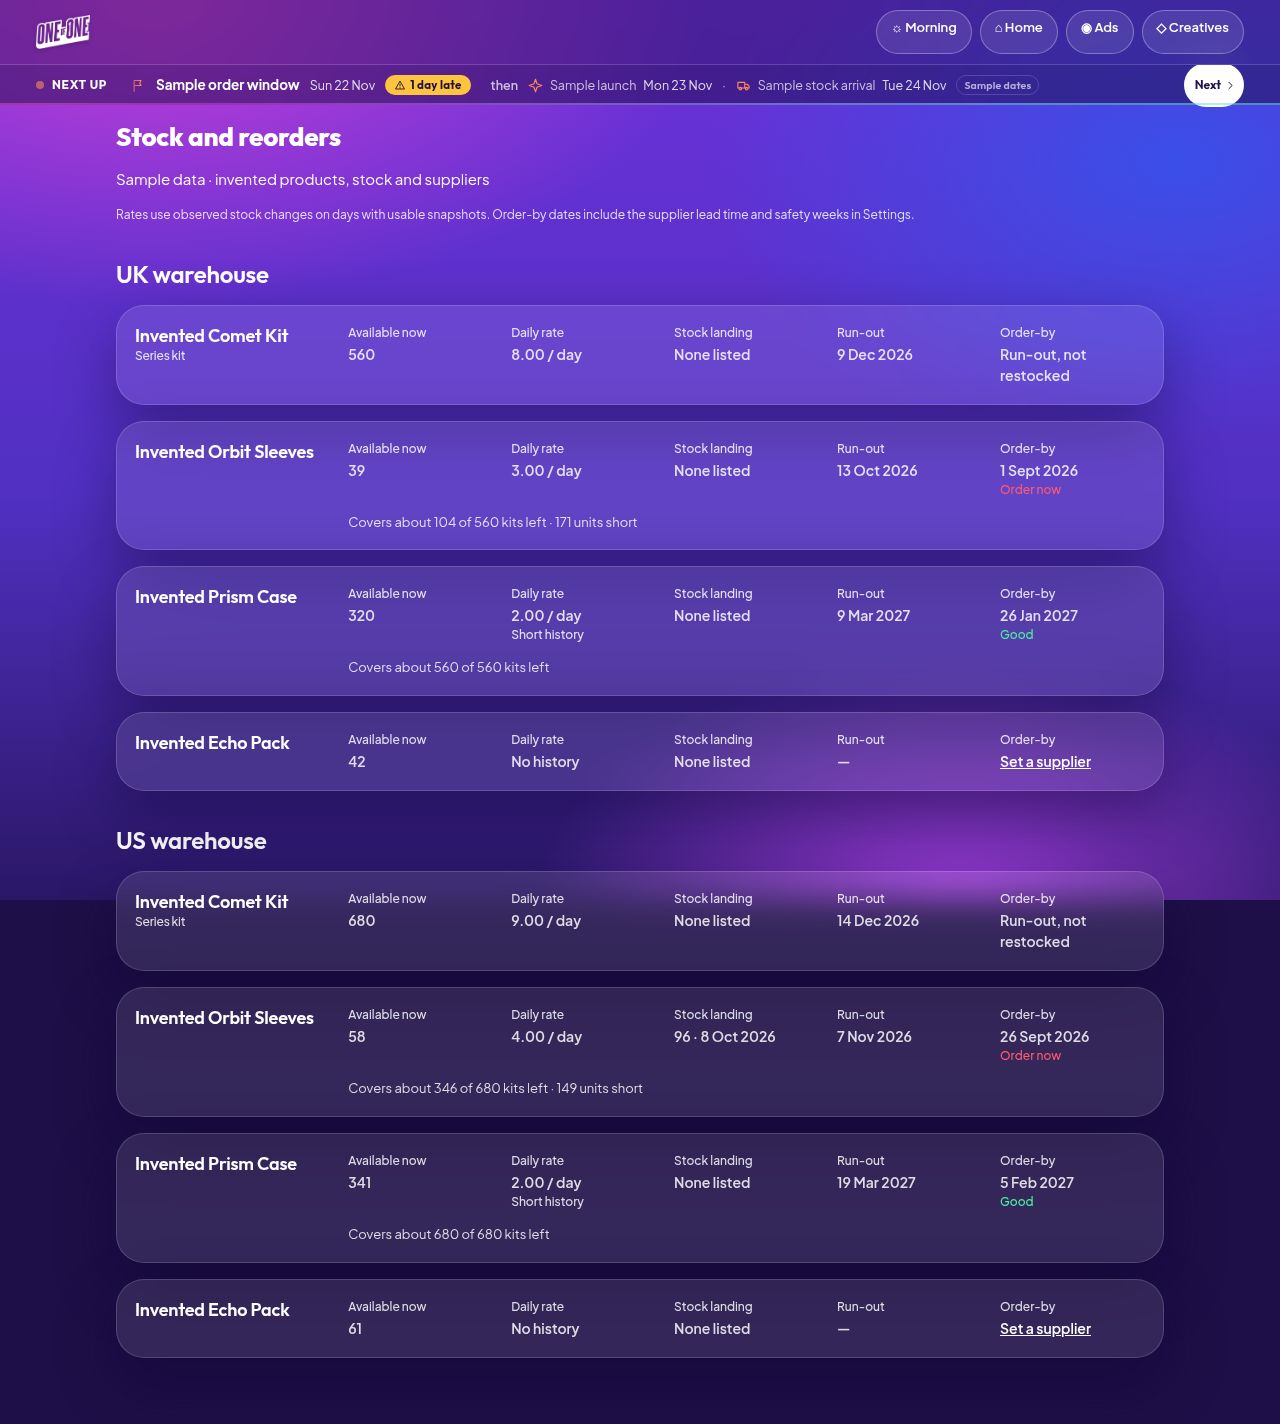 ONE OF ONE
☼ Morning
⌂ Home
◉ Ads
◇ Creatives
NEXT UP Sample order window Sun 22 Nov 1 day late then Sample launch Mon 23 Nov · Sample stock arrival Tue 24 Nov Sample dates Next
Stock and reorders
Sample data · invented products, stock and suppliers
Rates use observed stock changes on days with usable snapshots. Order-by dates include the supplier lead time and safety weeks in Settings.
UK warehouse
Invented Comet Kit
Series kit
Available now
560
Daily rate
8.00 / day
Stock landing
None listed
Run-out
9 Dec 2026
Order-by
Run-out, not
restocked
Invented Orbit Sleeves
Available now
39
Daily rate
3.00 / day
Stock landing
None listed
Run-out
13 Oct 2026
Order-by
1 Sept 2026
Order now
Covers about 104 of 560 kits left · 171 units short
Invented Prism Case
Available now
320
Daily rate
2.00 / day
Short history
Stock landing
None listed
Run-out
9 Mar 2027
Order-by
26 Jan 2027
Good
Covers about 560 of 560 kits left
Invented Echo Pack
Available now
42
Daily rate
No history
Stock landing
None listed
Run-out
—
Order-by
Set a supplier
US warehouse
Invented Comet Kit
Series kit
Available now
680
Daily rate
9.00 / day
Stock landing
None listed
Run-out
14 Dec 2026
Order-by
Run-out, not
restocked
Invented Orbit Sleeves
Available now
58
Daily rate
4.00 / day
Stock landing
96 · 8 Oct 2026
Run-out
7 Nov 2026
Order-by
26 Sept 2026
Order now
Covers about 346 of 680 kits left · 149 units short
Invented Prism Case
Available now
341
Daily rate
2.00 / day
Short history
Stock landing
None listed
Run-out
19 Mar 2027
Order-by
5 Feb 2027
Good
Covers about 680 of 680 kits left
Invented Echo Pack
Available now
61
Daily rate
No history
Stock landing
None listed
Run-out
—
Order-by
Set a supplier